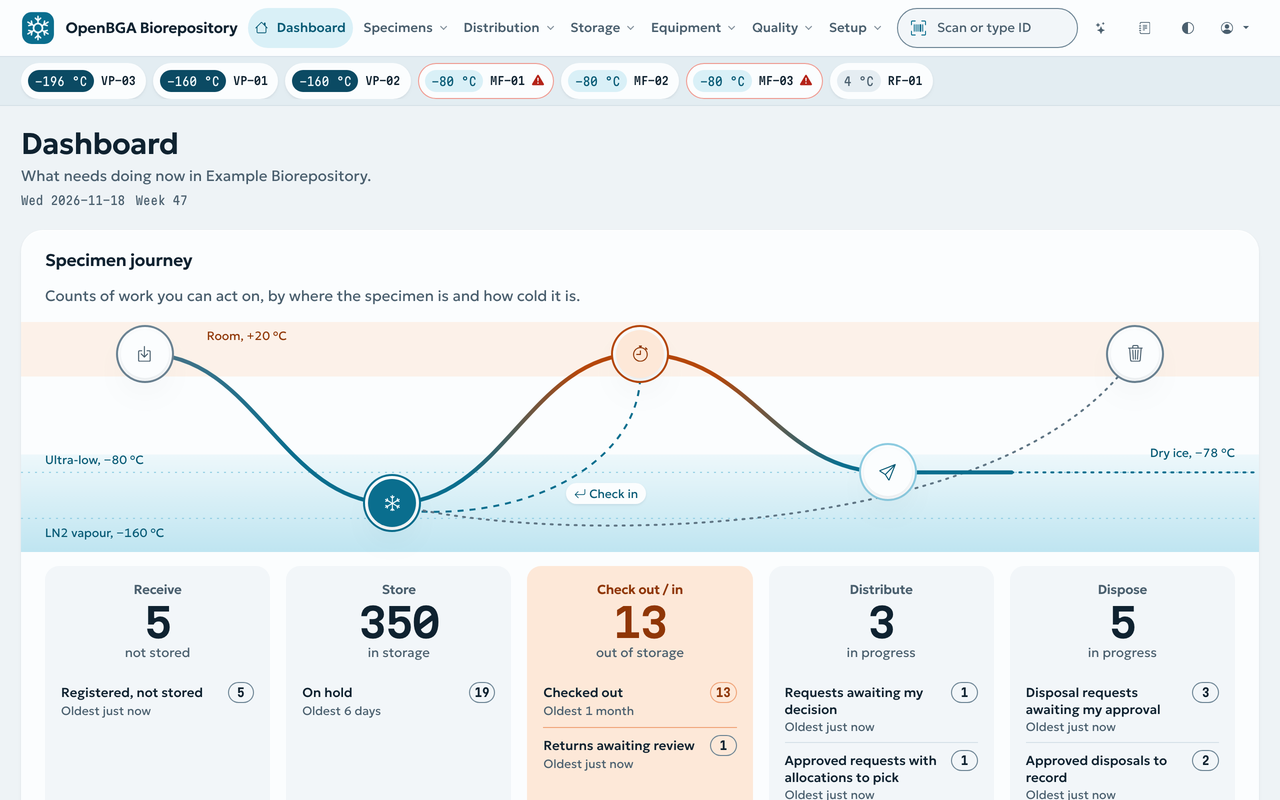 OpenBGA Biorepository Dashboard Specimens Distribution Storage Equipment Quality Setup Scan or type ID
−196 °C VP-03 −160 °C VP-01 −160 °C VP-02 −80 °C MF-01 −80 °C MF-02 −80 °C MF-03 4 °C RF-01
Dashboard
What needs doing now in Example Biorepository.
Wed 2026-11-18 Week 47
Specimen journey
Counts of work you can act on, by where the specimen is and how cold it is.
Room, +20 °C
Ultra-low, −80 °C
Dry ice, −78 °C
Check in
LN2 vapour, −160 °C
Receive
5
not stored
Registered, not stored 5
Oldest just now
Store
350
in storage
On hold 19
Oldest 6 days
Check out / in
13
out of storage
Checked out 13
Oldest 1 month
Returns awaiting review 1
Oldest just now
Distribute
3
in progress
Requests awaiting my 1
decision
Oldest just now
Approved requests with 1
allocations to pick
Oldest just now
Dispose
5
in progress
Disposal requests 3
awaiting my approval
Oldest just now
Approved disposals to 2
record
Oldest just now